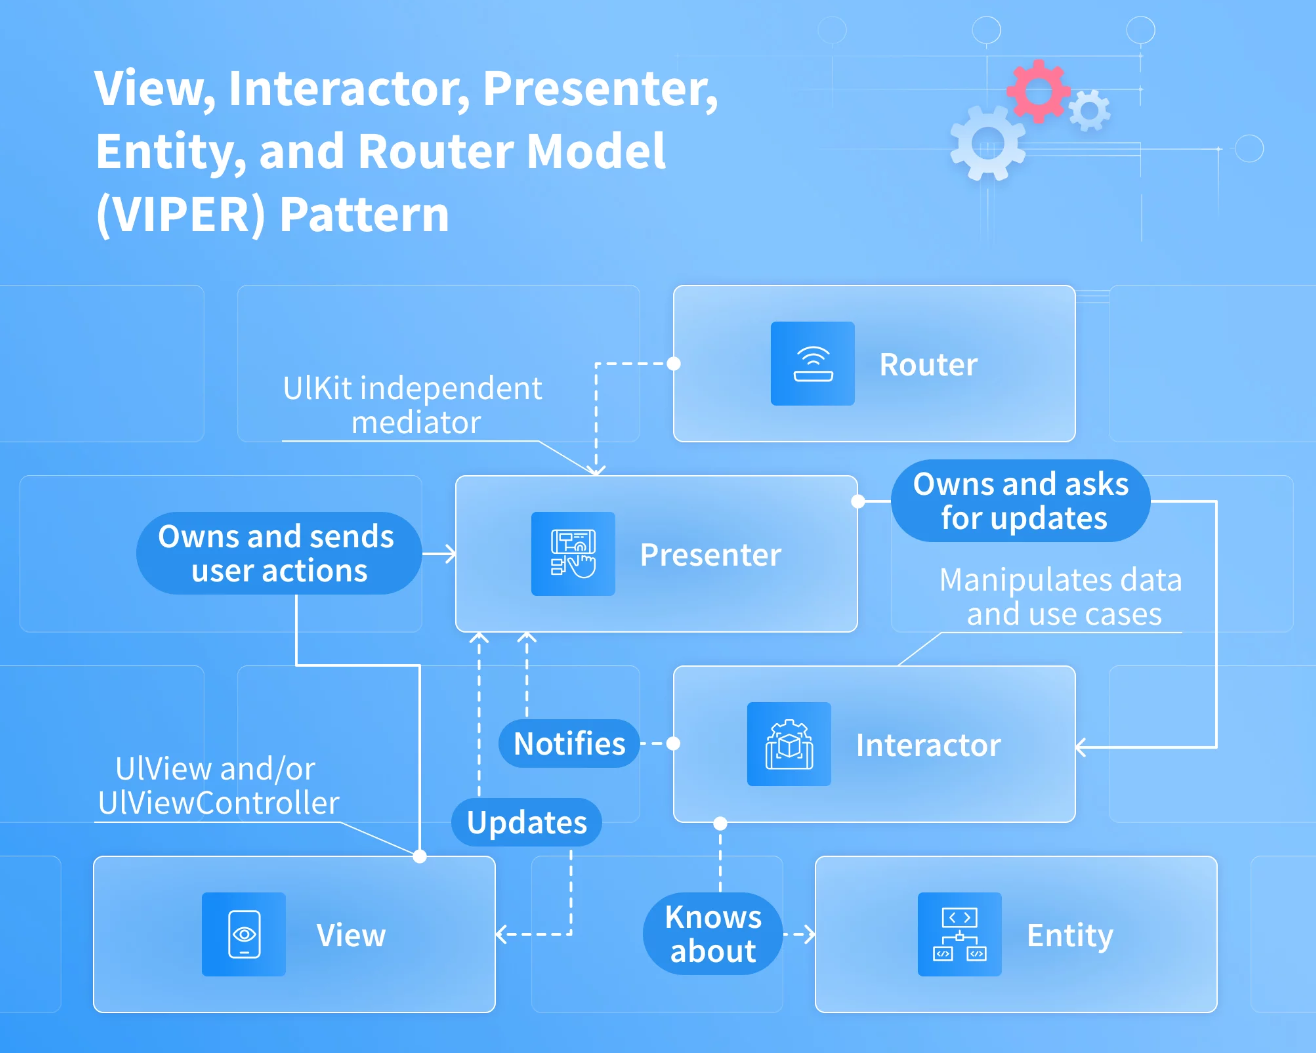 View, Interactor, Presenter,
Entity, and Router Model
(VIPER) Pattern
Router
UlKit independent
mediator
Owns and asks
for updates
Owns and sends
user actions
Presenter
Manipulates data
and use cases
Notifies
Interactor
UlView and/or
UlViewController
Updates
View
Knows
about
Entity